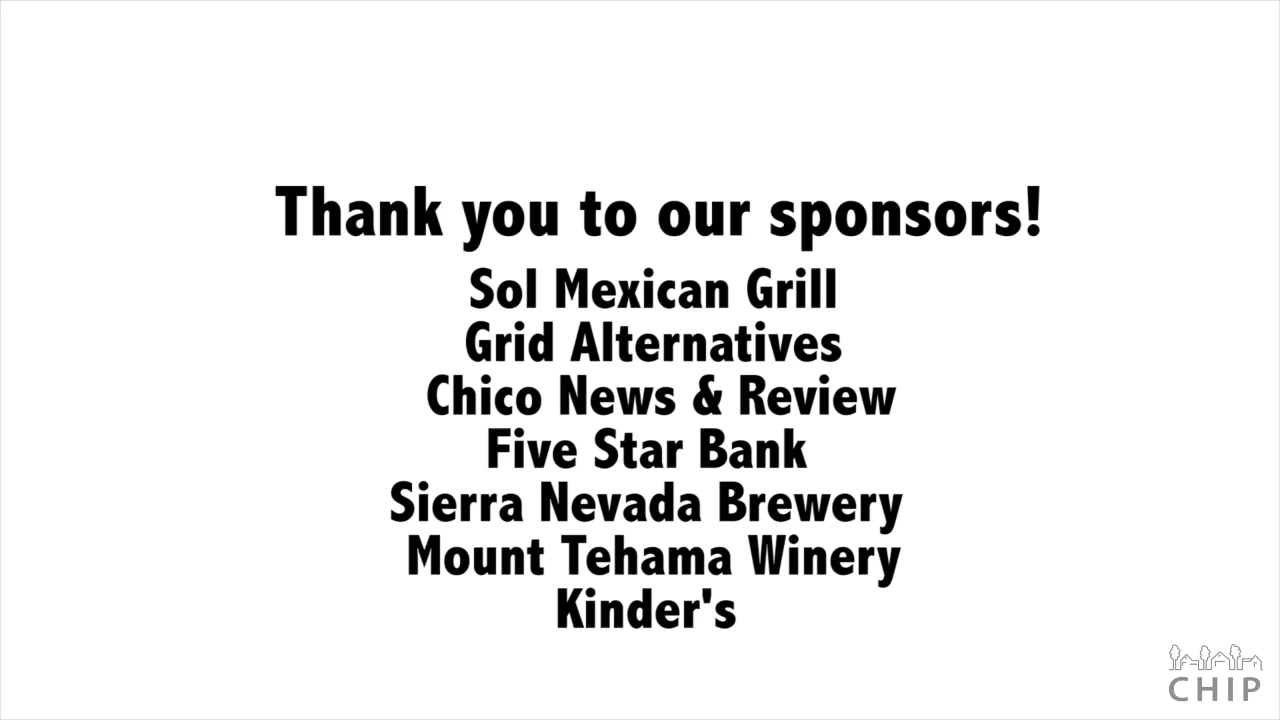 Thank you to our sponsors!
Sol Mexican Grill
Grid Alternatives
Chico News & Review
Five Star Bank
Sierra Nevada Brewery
Mount Tehama Winery
Kinder's
CHIP